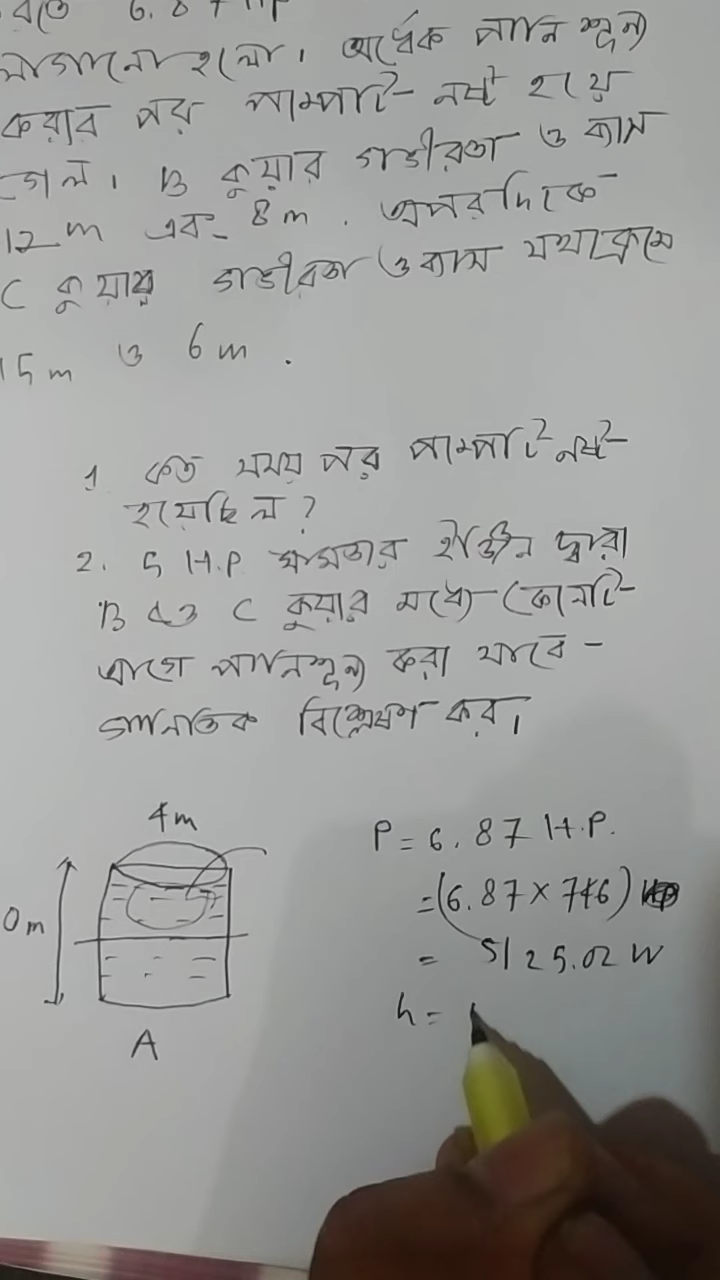 6.87 HP
লাগানো হলো। অর্ধেক পানি শূন্য
করার পর পাম্পটি নষ্ট হয়ে
গেল। B কুয়ার গভীরতা ও ব্যাস
12 m এবং 8 m. অপরদিকে
C কুয়ার গভীরতা ও ব্যাস যথাক্রমে
15 m ও 6 m.
1 কত সময় পর পাম্পটি নষ্ট
হয়েছিল?
2. 5 H.P ক্ষমতার ইঞ্জিন দ্বারা
B ও C কুয়ার মধ্যে কোনটি
আগে পানিশূন্য করা যাবে -
গাণিতিক বিশ্লেষণ কর।
4m
0m
A
P = 6.87 H.P.
= (6.87 × 746)
= 5125.02 W
h =